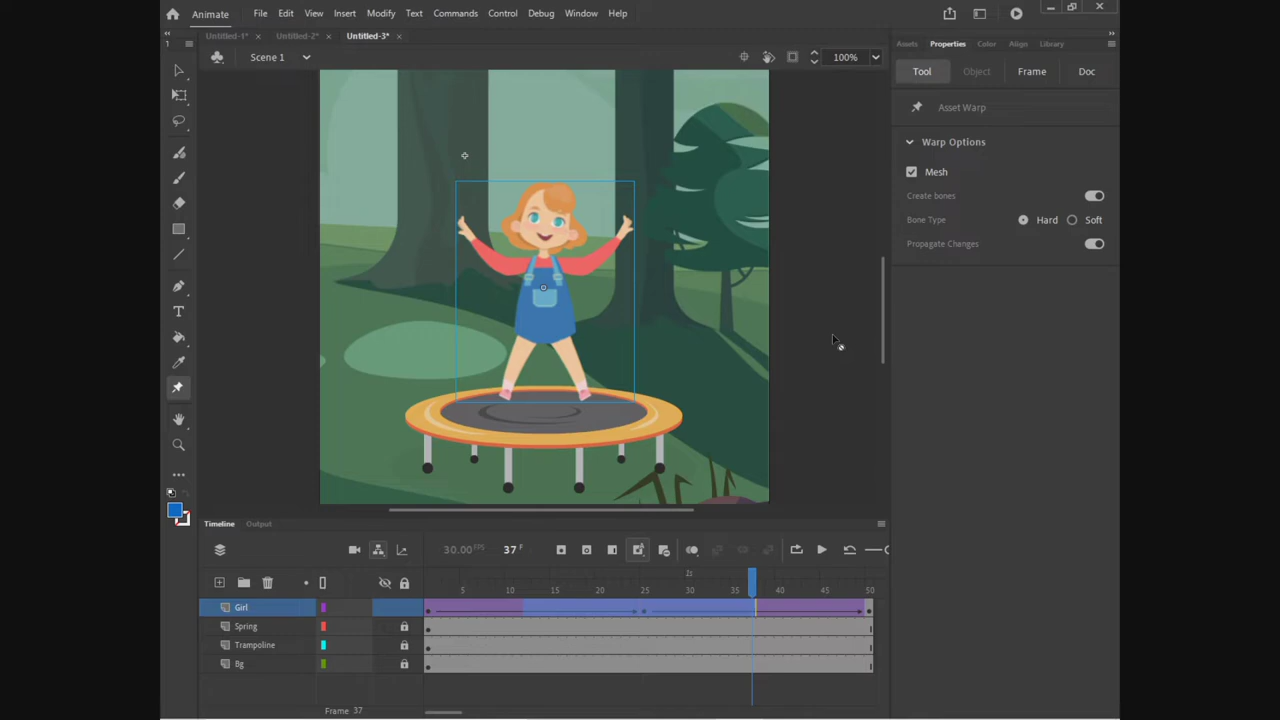 Animate File Edit View Insert Modify Text Commands Control Debug Window Help
Untitled-1* × Untitled-2* × Untitled-3* ×
Scene 1 100%
Assets Properties Color Align Library
Tool Object Frame Doc
Asset Warp
Warp Options
Mesh
Create bones
Bone Type Hard Soft
Propagate Changes
Timeline Output
30.00 FPS 37 F
1s
5 10 15 20 25 30 35 40 45 50
Girl
Spring
Trampoline
Bg
Frame 37